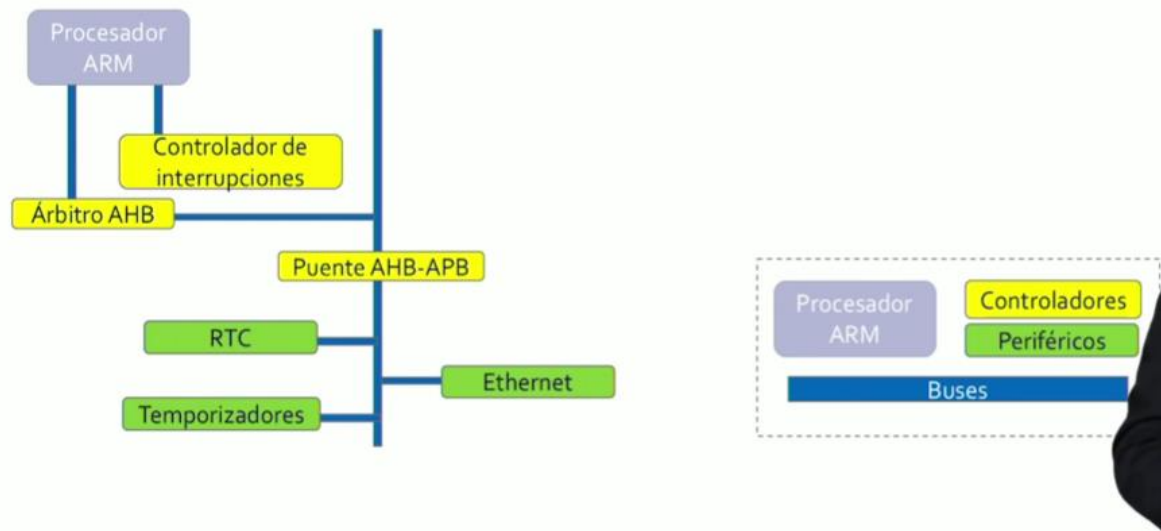 Procesador
ARM
Controlador de
interrupciones
Árbitro AHB
Puente AHB-APB
RTC
Ethernet
Temporizadores
Procesador
ARM
Controladores
Periféricos
Buses